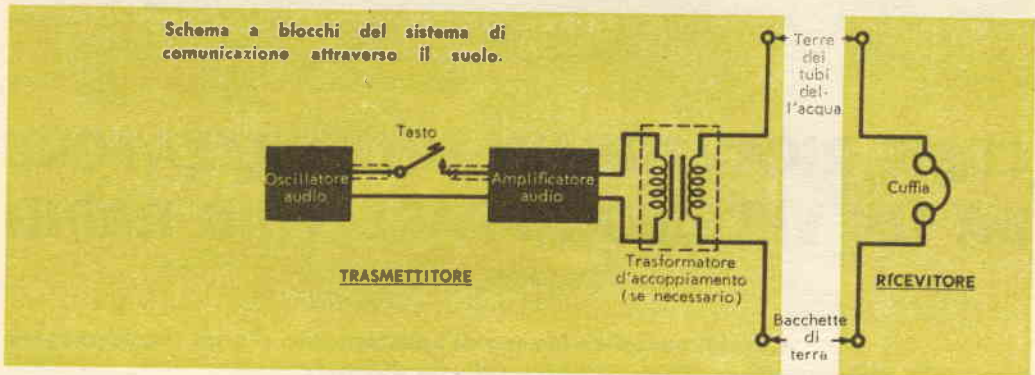 Schema a blocchi del sistema di
comunicazione attraverso il suolo.
Terre
dei
tubi
del-
l'acqua
Tasto
Oscillatore
audio
Amplificatore
audio
Cuffia
TRASMETTITORE
Trasformatore
d'accoppiamento
(se necessario)
RICEVITORE
Bacchette
di
terra